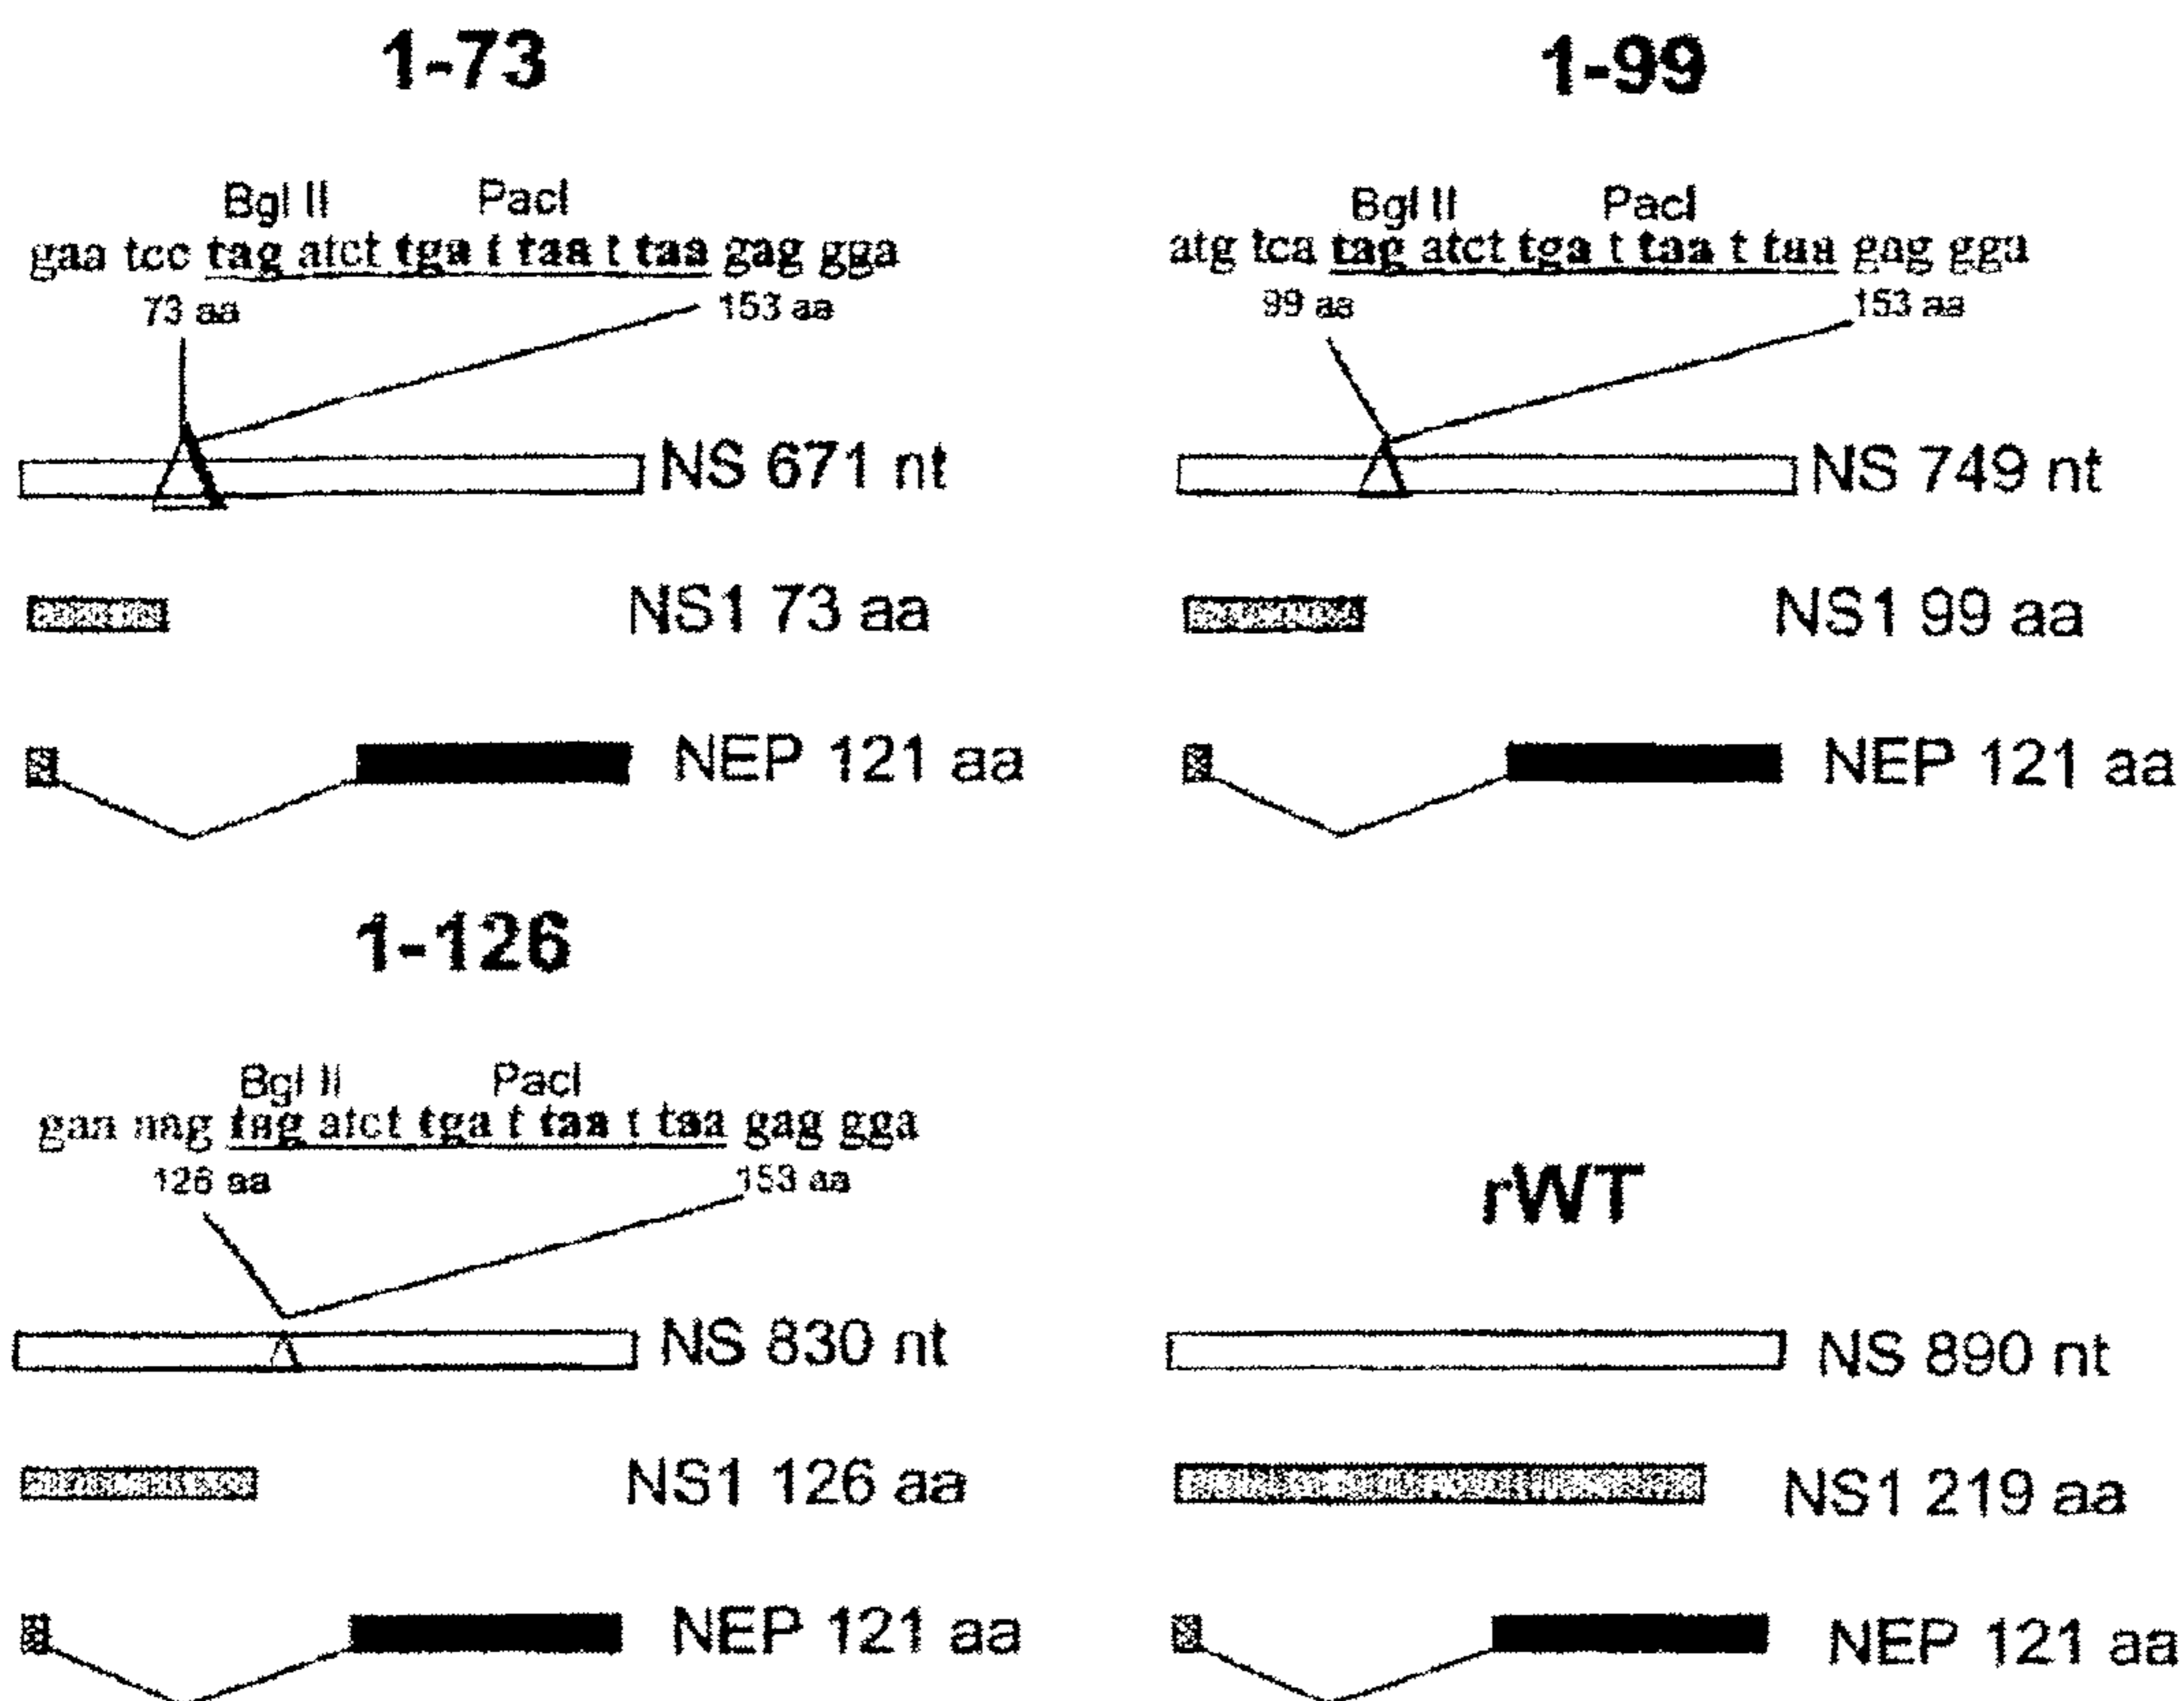 1-73
Bgl II PacI
gaa tcc tag atct tga t taa t taa gag gga
73 aa 153 aa
NS 671 nt
NS1 73 aa
NEP 121 aa
1-99
Bgl II PacI
atg tca tag atct tga t taa t taa gag gga
99 aa 153 aa
NS 749 nt
NS1 99 aa
NEP 121 aa
1-126
Bgl II PacI
tag atct tga t taa t taa gag gga
126 aa 153 aa
NS 830 nt
NS1 126 aa
NEP 121 aa
rWT
NS 890 nt
NS1 219 aa
NEP 121 aa